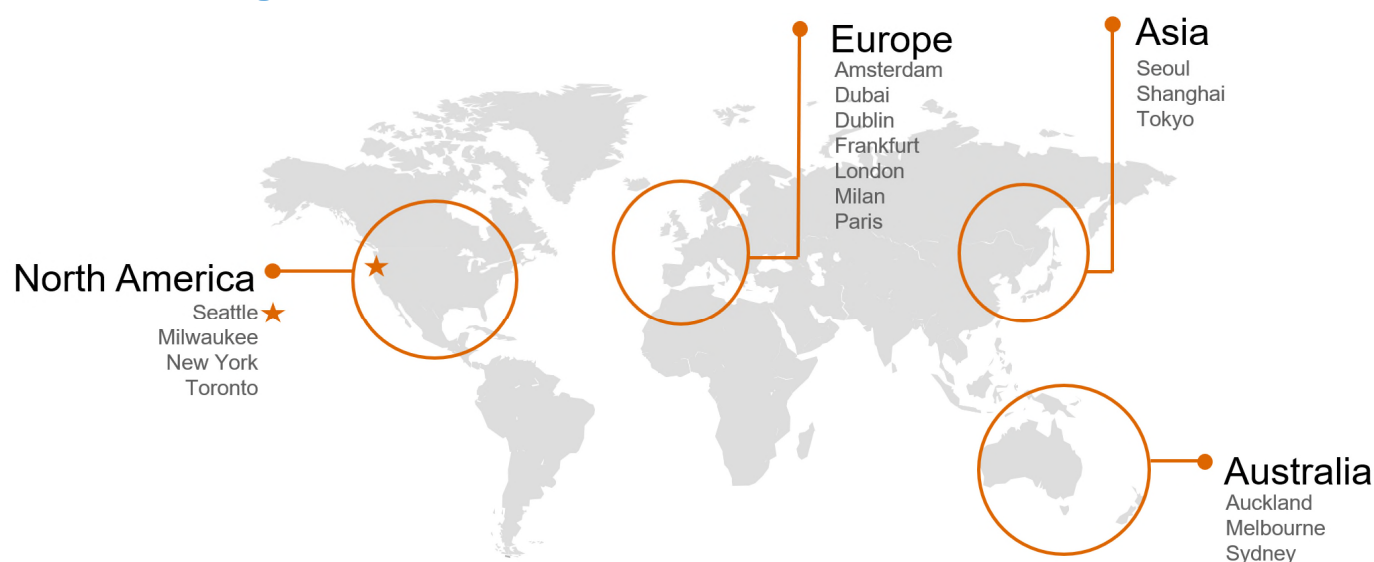 Europe
Amsterdam
Dubai
Dublin
Frankfurt
London
Milan
Paris
Asia
Seoul
Shanghai
Tokyo
North America
Seattle
Milwaukee
New York
Toronto
Australia
Auckland
Melbourne
Sydney